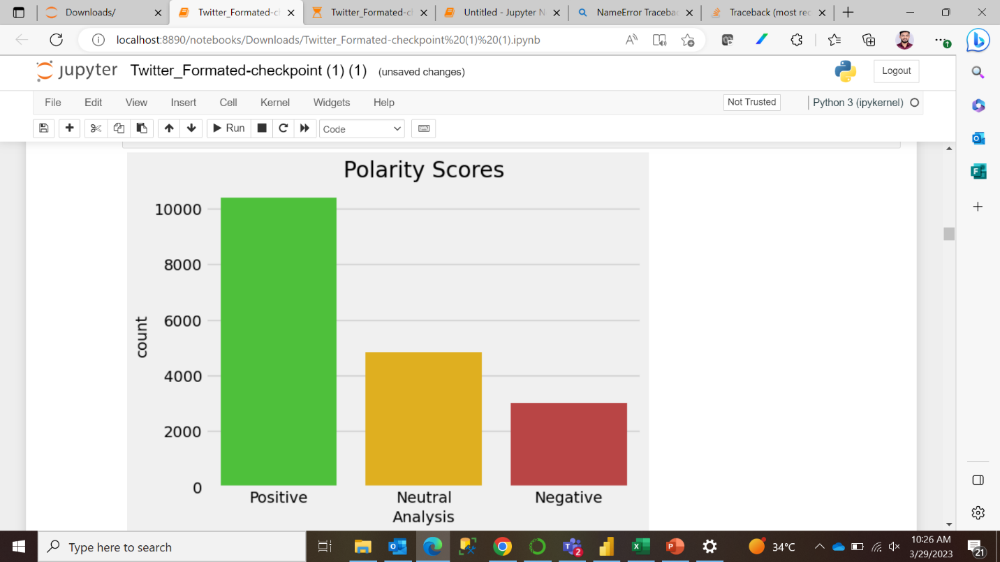 Downloads/
Twitter_Formated-c
Twitter_Formated-c
Untitled - Jupyter N
NameError Traceba
Traceback (most rec
localhost:8890/notebooks/Downloads/Twitter_Formated-checkpoint%20(1)%20(1).ipynb
jupyter Twitter_Formated-checkpoint (1) (1) (unsaved changes)
Logout
File Edit View Insert Cell Kernel Widgets Help
Not Trusted
Python 3 (ipykernel)
Run
Code
Polarity Scores
10000
8000
6000
4000
2000
0
count
Positive Neutral Negative
Analysis
Type here to search
34°C
10:26 AM
3/29/2023
2
21